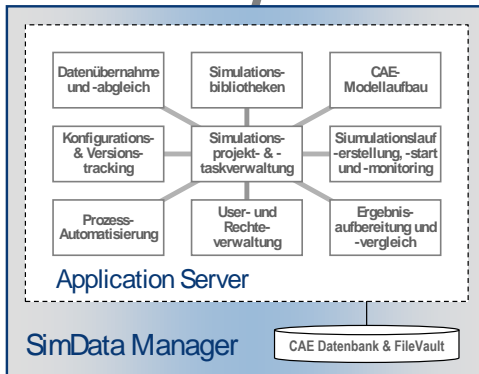 Datenübernahme
und -abgleich
Simulations-
bibliotheken
CAE-
Modellaufbau
Konfigurations-
& Versions-
tracking
Simulations-
projekt- & -
taskverwaltung
Siumulationslauf
-erstellung, -start
und -monitoring
Prozess-
Automatisierung
User- und
Rechte-
verwaltung
Ergebnis-
aufbereitung und
-vergleich
Application Server
SimData Manager
CAE Datenbank & FileVault